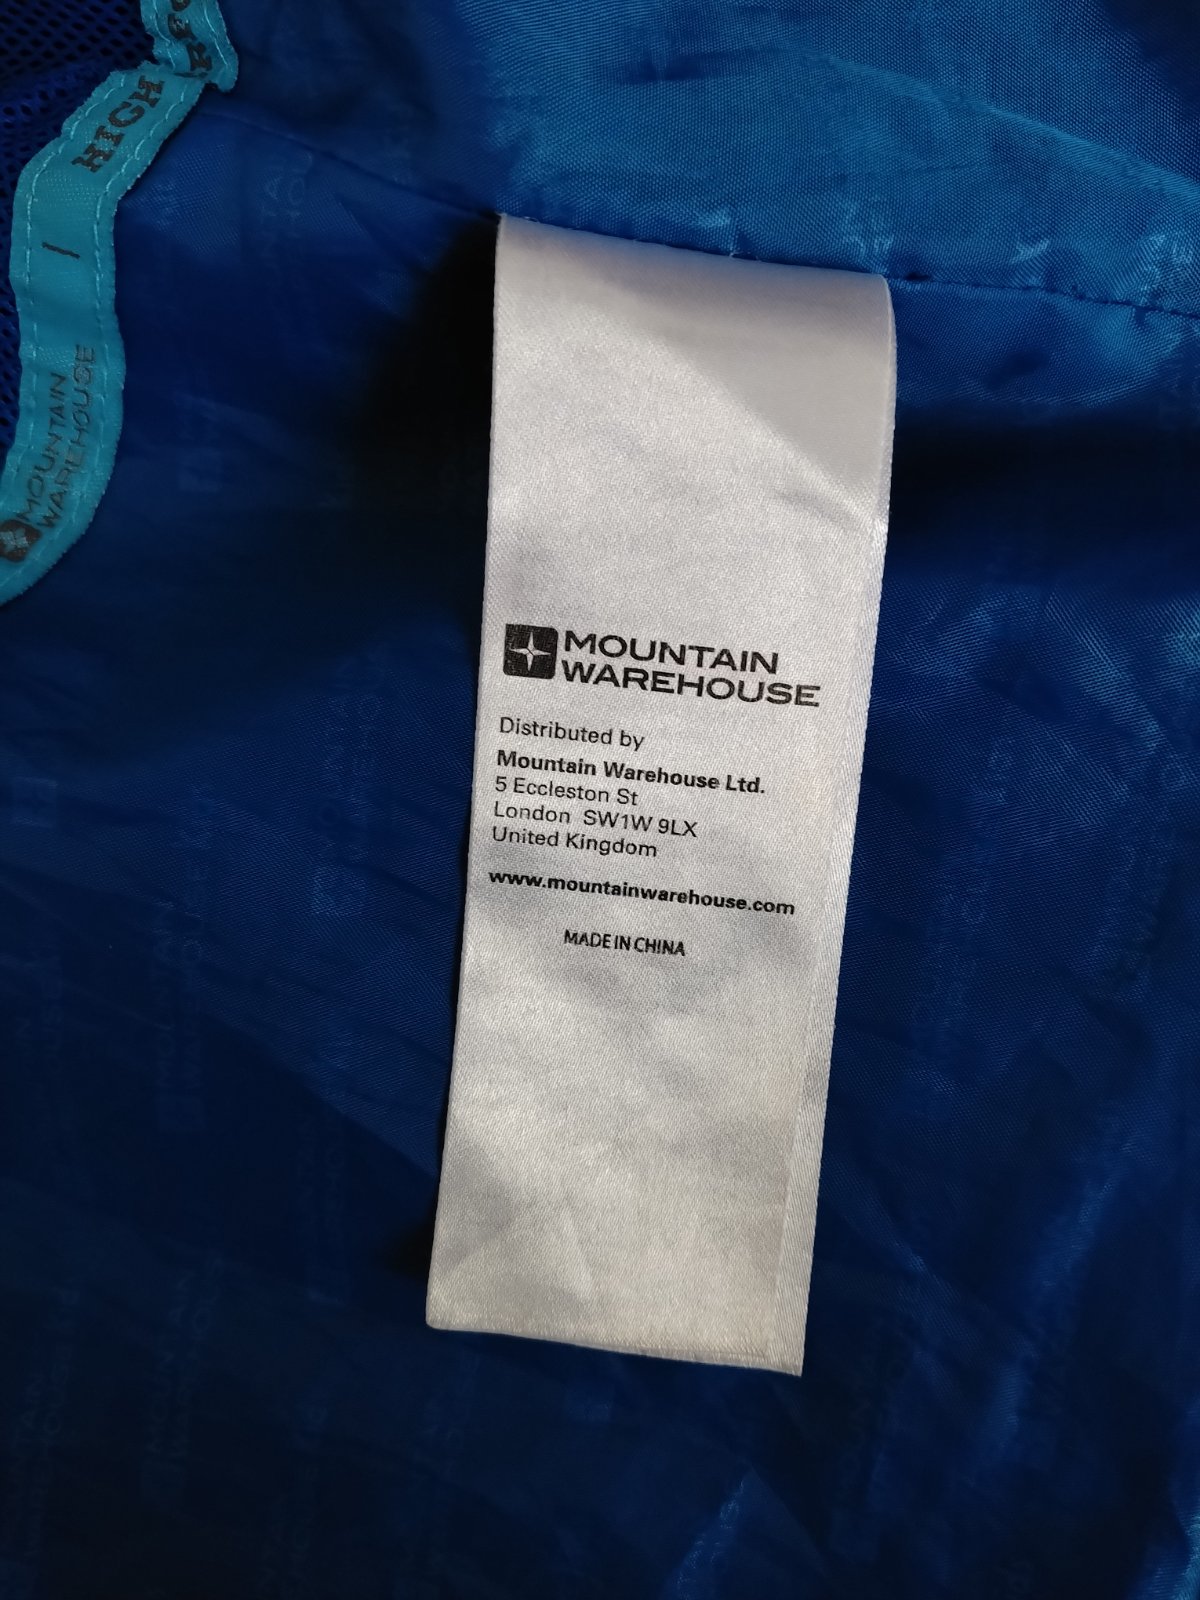 HIGH
MOUNTAIN
WAREHOUSE
MOUNTAIN
WAREHOUSE
Distributed by
Mountain Warehouse Ltd.
5 Eccleston St
London SW1W 9LX
United Kingdom
www.mountainwarehouse.com
MADE IN CHINA